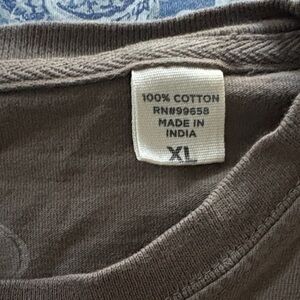 100% COTTON
RN#99658
MADE IN
INDIA
XL